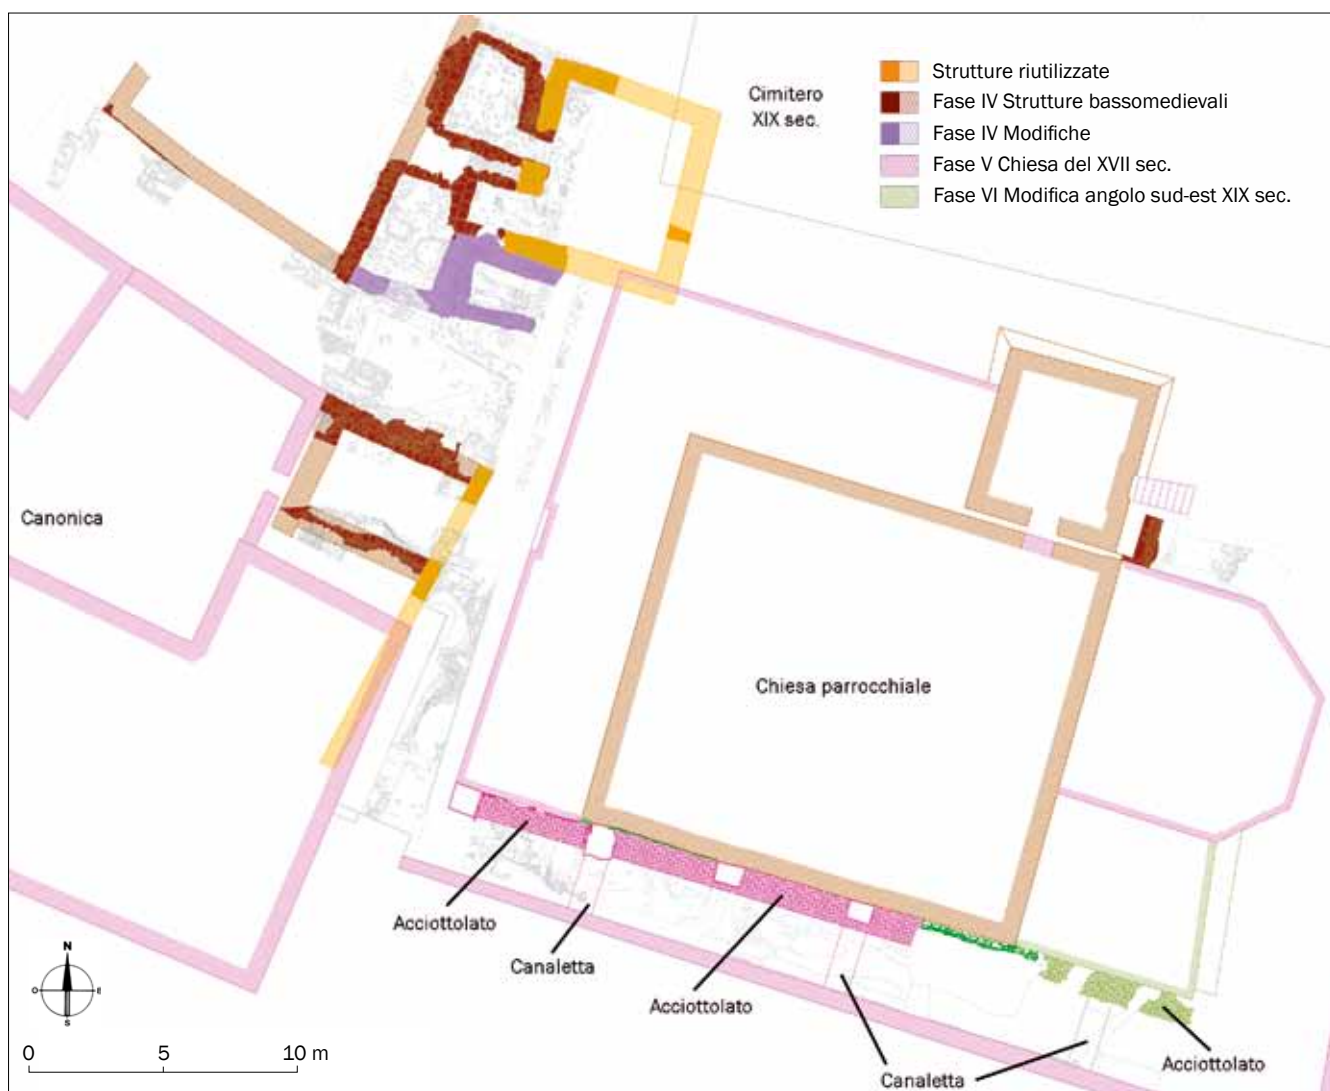 Cimitero
XIX sec.
Strutture riutilizzate
Fase IV Strutture bassomedievali
Fase IV Modifiche
Fase V Chiesa del XVII sec.
Fase VI Modifica angolo sud-est XIX sec.
Canonica
Chiesa parrocchiale
Acciottolato
Canaletta
Acciottolato
Canaletta
Acciottolato
N
O
E
S
0 5 10 m